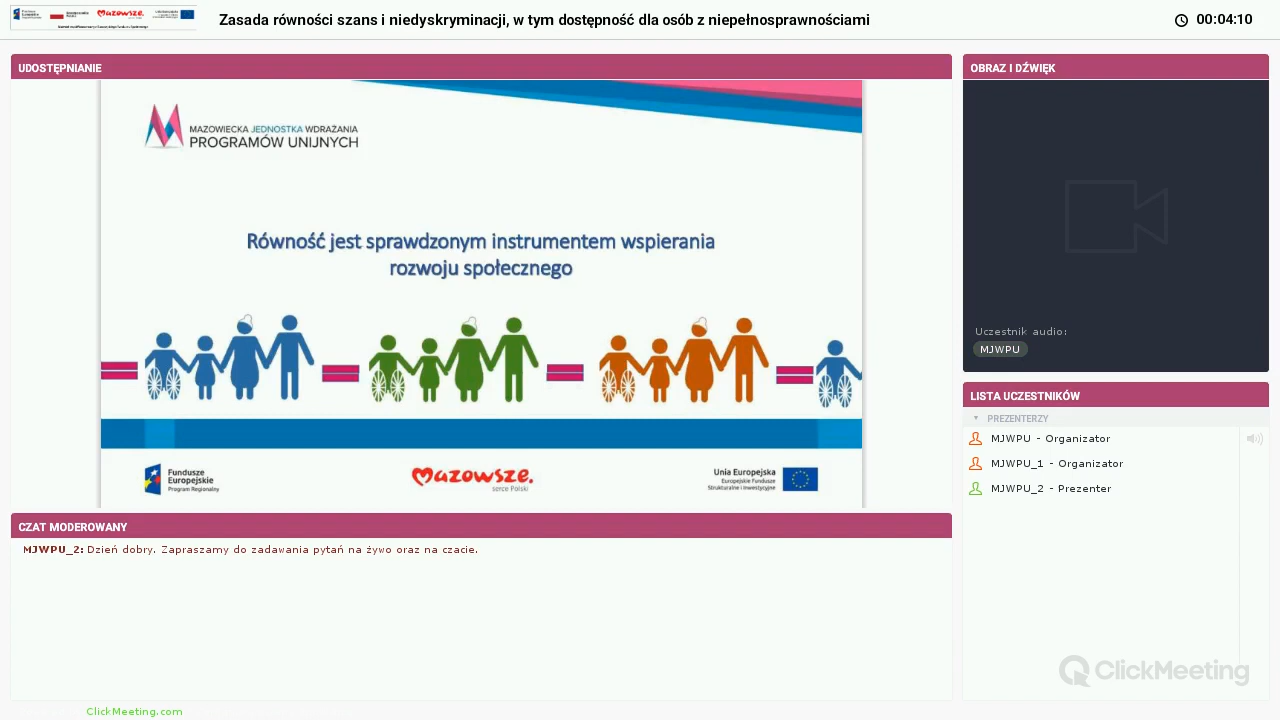 Zasada równości szans i niedyskryminacji, w tym dostępność dla osób z niepełnosprawnościami
00:04:10
UDOSTĘPNIANIE
MAZOWIECKA JEDNOSTKA WDRAŻANIA
PROGRAMÓW UNIJNYCH
Równość jest sprawdzonym instrumentem wspierania
rozwoju społecznego
Fundusze
Europejskie
Program Regionalny
Mazowsze.
serce Polski
Unia Europejska
Europejskie Fundusze
Strukturalne i Inwestycyjne
CZAT MODEROWANY
MJWPU_2: Dzień dobry. Zapraszamy do zadawania pytań na żywo oraz na czacie.
OBRAZ I DŹWIĘK
Uczestnik audio:
MJWPU
LISTA UCZESTNIKÓW
PREZENTERZY
MJWPU - Organizator
MJWPU_1 - Organizator
MJWPU_2 - Prezenter
ClickMeeting
ClickMeeting.com